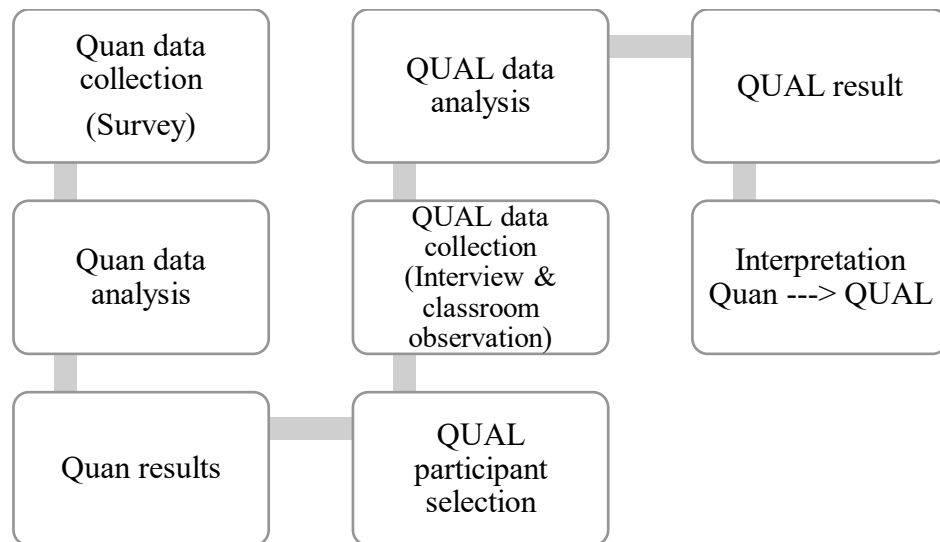 Quan data
collection
(Survey)
Quan data
analysis
Quan results
QUAL
participant
selection
QUAL data
collection
(Interview &
classroom
observation)
QUAL data
analysis
QUAL result
Interpretation
Quan ---> QUAL